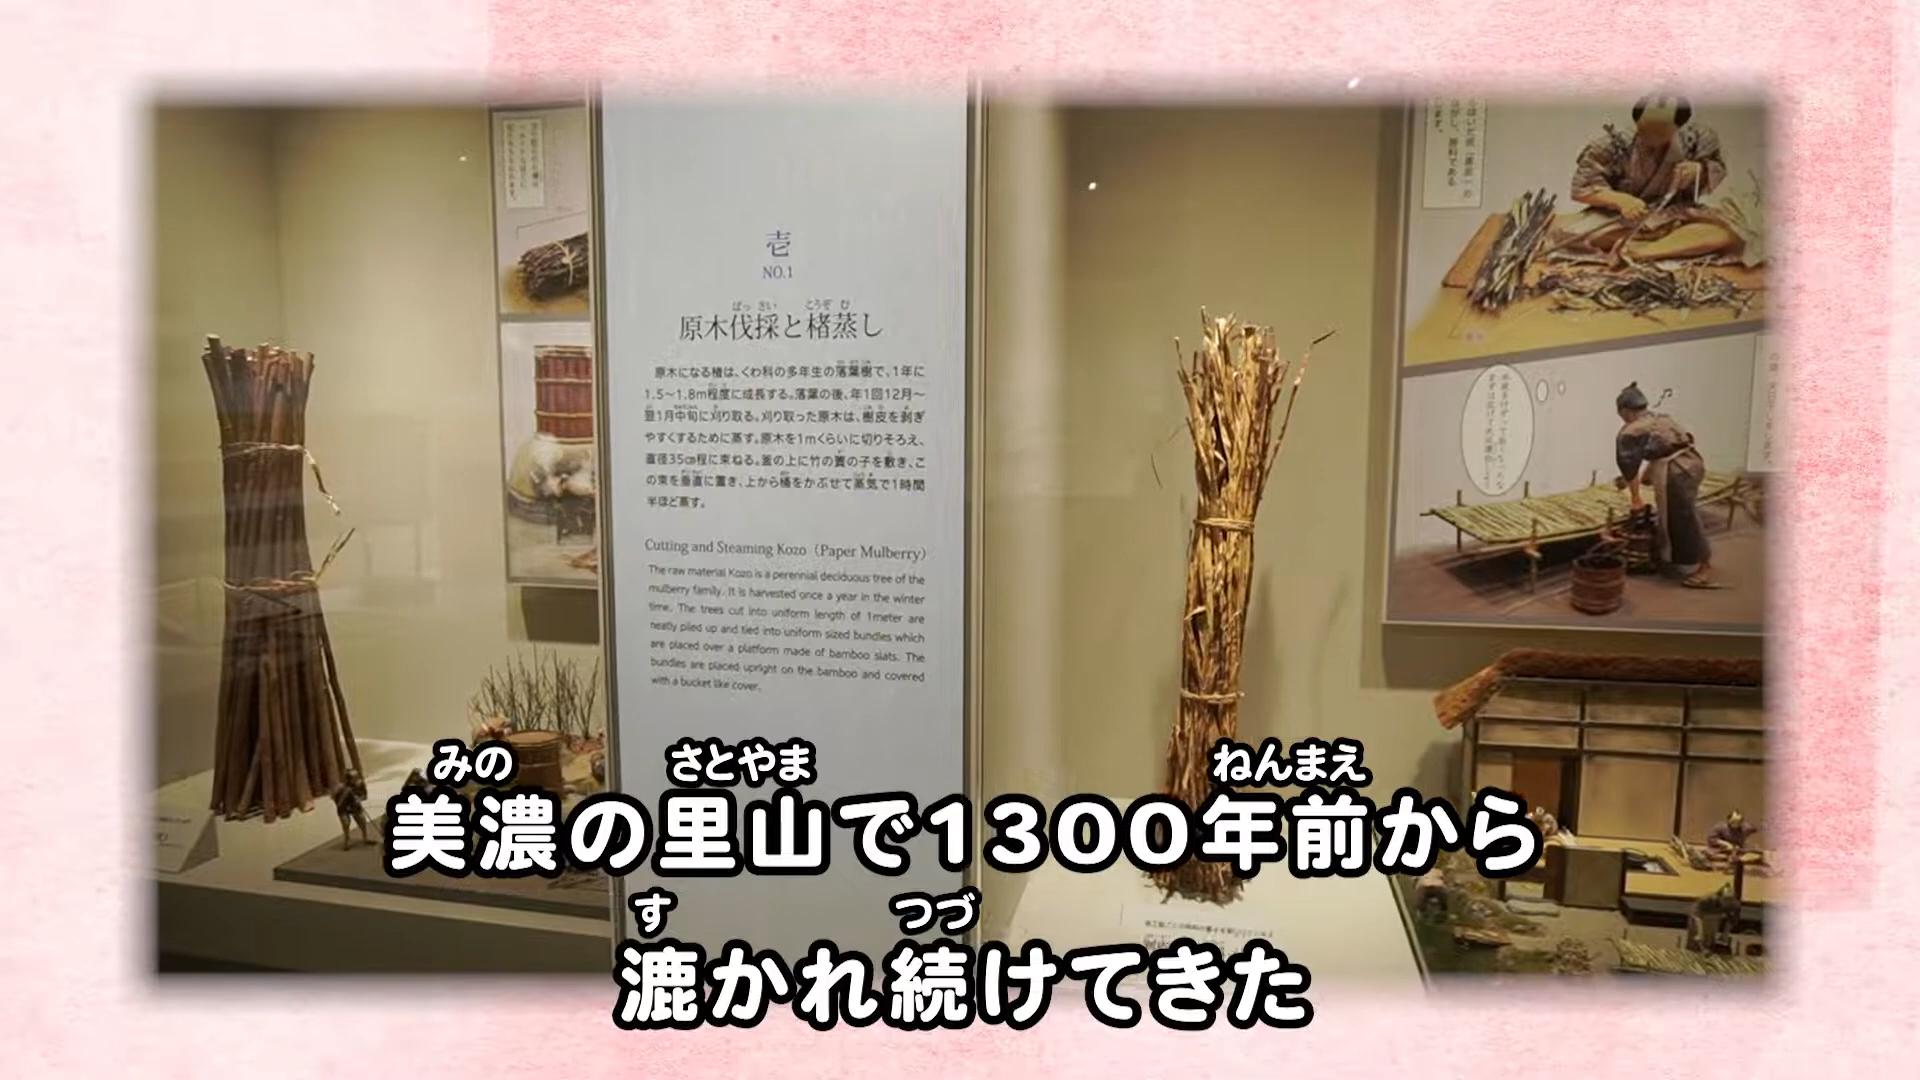 壱
NO.1
原木伐採と楮蒸し
ばっさい こうぞむ
原木になる楮は、くわ科の多年生の落葉樹で、1年に
1.5〜1.8m程度に成長する。落葉の後、年1回12月〜
翌1月中旬に刈り取る。刈り取った原木は、樹皮を剥ぎ
やすくするために蒸す。原木を1mくらいに切りそろえ、
直径35㎝程に束ねる。釜の上に竹の簀の子を敷き、こ
の束を垂直に置き、上から桶をかぶせて蒸気で1時間
半ほど蒸す。
Cutting and Steaming Kozo (Paper Mulberry)
The raw material Kozo is a perennial deciduous tree of the
mulberry family. It is harvested once a year in the winter
time. The trees cut into uniform length of 1meter are
neatly piled up and tied into uniform sized bundles which
are placed over a platform made of bamboo slats. The
bundles are placed upright on the bamboo and covered
with a bucket like cover.
みの さとやま ねんまえ
美濃の里山で1300年前から
す つづ
漉かれ続けてきた